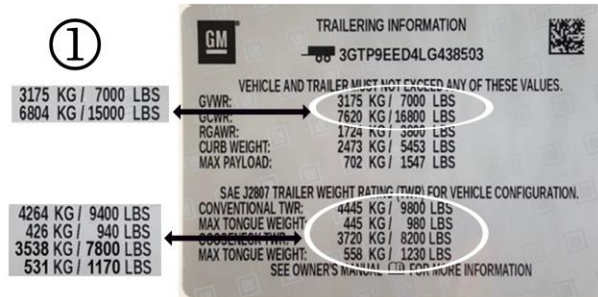 ①
GM
TRAILERING INFORMATION
3GTP9EED4LG438503
3175 KG / 7000 LBS
6804 KG / 15000 LBS
VEHICLE AND TRAILER MUST NOT EXCEED ANY OF THESE VALUES.
GVWR: 3175 KG / 7000 LBS
GCWR: 7620 KG / 16800 LBS
RGAWR: 1724 KG / 3800 LBS
CURB WEIGHT: 2473 KG / 5453 LBS
MAX PAYLOAD: 702 KG / 1547 LBS
4264 KG / 9400 LBS
426 KG / 940 LBS
3538 KG / 7800 LBS
531 KG / 1170 LBS
SAE J2807 TRAILER WEIGHT RATING (TWR) FOR VEHICLE CONFIGURATION.
CONVENTIONAL TWR: 4445 KG / 9800 LBS
MAX TONGUE WEIGHT: 445 KG / 980 LBS
GOOSENECK TWR: 3720 KG / 8200 LBS
MAX TONGUE WEIGHT: 558 KG / 1230 LBS
SEE OWNER'S MANUAL FOR MORE INFORMATION